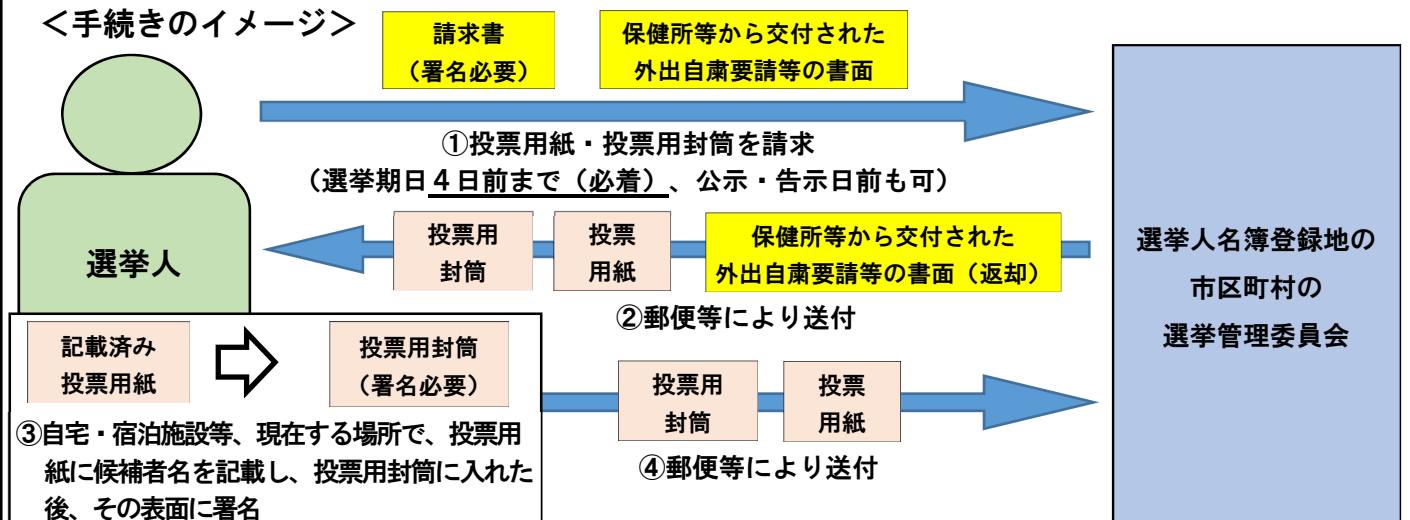 ＜手続きのイメージ＞
請求書
（署名必要）
保健所等から交付された
外出自粛要請等の書面
①投票用紙・投票用封筒を請求
（選挙期日４日前まで（必着）、公示・告示日前も可）
選挙人
投票用
封筒
投票
用紙
保健所等から交付された
外出自粛要請等の書面（返却）
②郵便等により送付
選挙人名簿登録地の
市区町村の
選挙管理委員会
記載済み
投票用紙
投票用封筒
（署名必要）
③自宅・宿泊施設等、現在する場所で、投票用
紙に候補者名を記載し、投票用封筒に入れた
後、その表面に署名
投票用
封筒
投票
用紙
④郵便等により送付